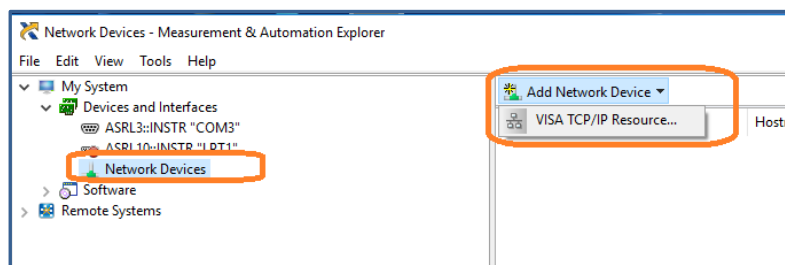 Network Devices - Measurement & Automation Explorer
File Edit View Tools Help
My System
Devices and Interfaces
ASRL3::INSTR "COM3"
ASRL10::INSTR "LPT1"
Network Devices
Software
Remote Systems
Add Network Device
VISA TCP/IP Resource...
Host